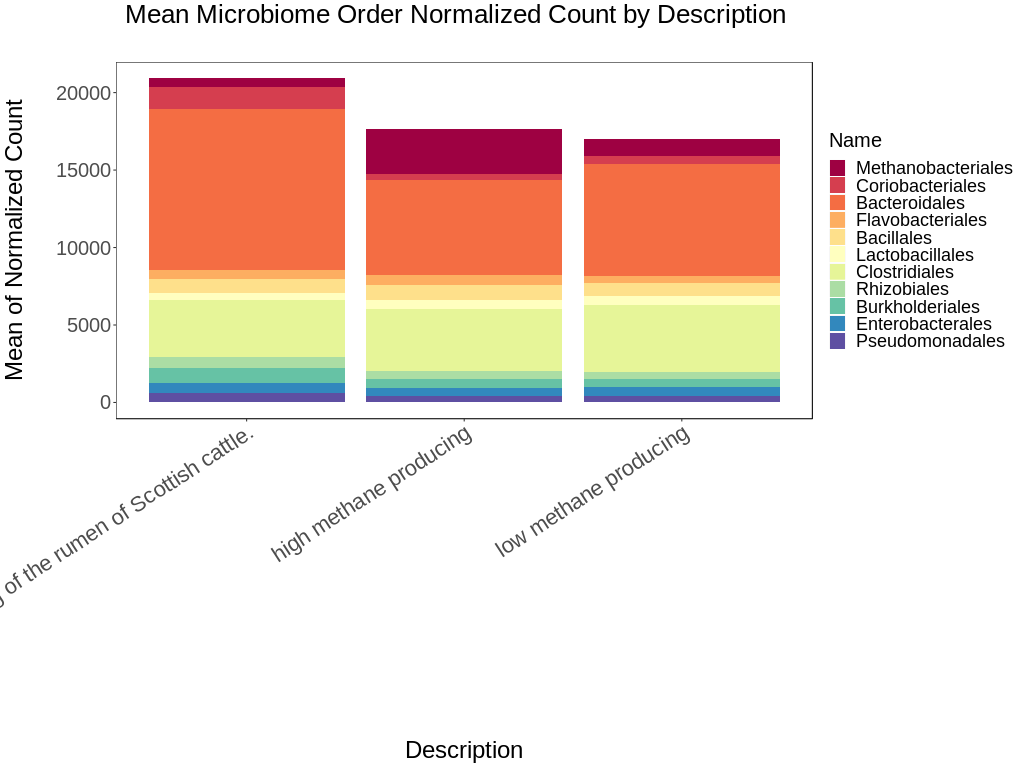 Mean Microbiome Order Normalized Count by Description
Mean of Normalized Count
20000
15000
10000
5000
0
of the rumen of Scottish cattle.
high methane producing
low methane producing
Description
Name
Methanobacteriales
Coriobacteriales
Bacteroidales
Flavobacteriales
Bacillales
Lactobacillales
Clostridiales
Rhizobiales
Burkholderiales
Enterobacterales
Pseudomonadales